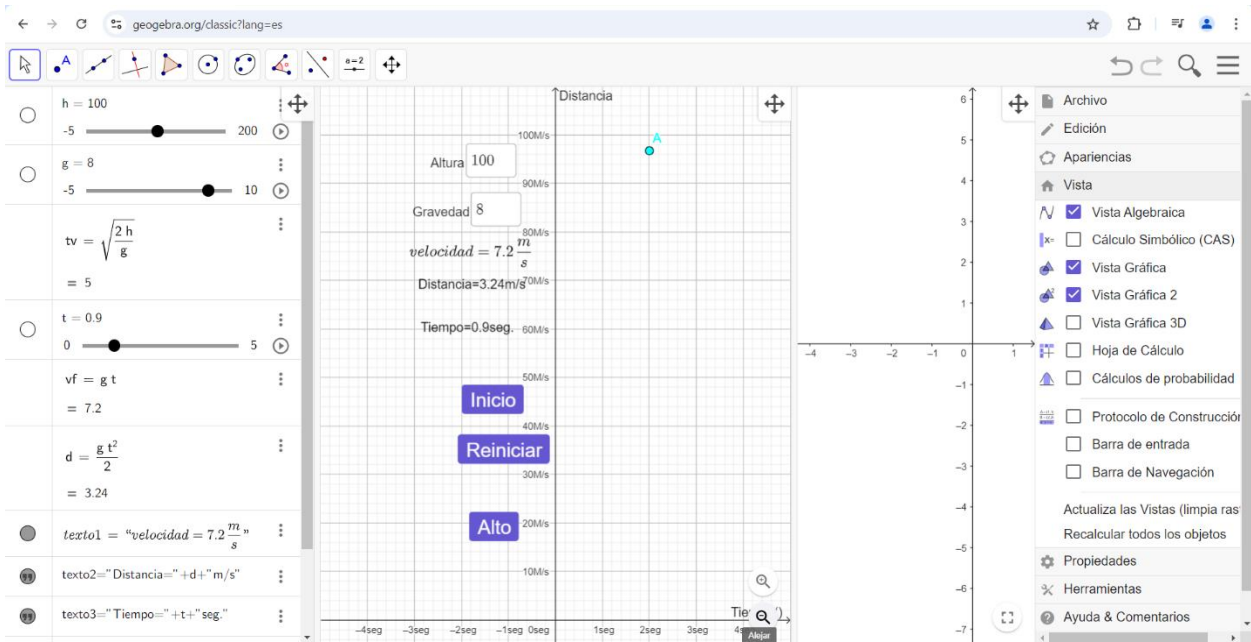 geogebra.org/classic?lang=es
A
a=2
h = 100
-5
200
g = 8
-5
10
tv = √(2 h / g)
= 5
t = 0.9
0
5
vf = g t
= 7.2
d = g t² / 2
= 3.24
texto1 = “velocidad = 7.2 m/s”
texto2="Distancia="+d+"m/s"
texto3="Tiempo="+t+"seg."
Distancia
100M/s
A
Altura 100
90M/s
Gravedad 8
80M/s
velocidad = 7.2 m/s
Distancia=3.24m/s
70M/s
Tiempo=0.9seg.
60M/s
50M/s
Inicio
40M/s
Reiniciar
30M/s
Alto
20M/s
10M/s
–4seg –3seg –2seg –1seg 0seg 1seg 2seg 3seg
Alejar
6
5
4
3
2
1
–4 –3 –2 –1 0 1
–1
–2
–3
–4
–5
–6
–7
Archivo
Edición
Apariencias
Vista
Vista Algebraica
x= Cálculo Simbólico (CAS)
Vista Gráfica
Vista Gráfica 2
Vista Gráfica 3D
Hoja de Cálculo
Cálculos de probabilidad
Protocolo de Construcción
Barra de entrada
Barra de Navegación
Actualiza las Vistas (limpia ras
Recalcular todos los objetos
Propiedades
Herramientas
Ayuda & Comentarios